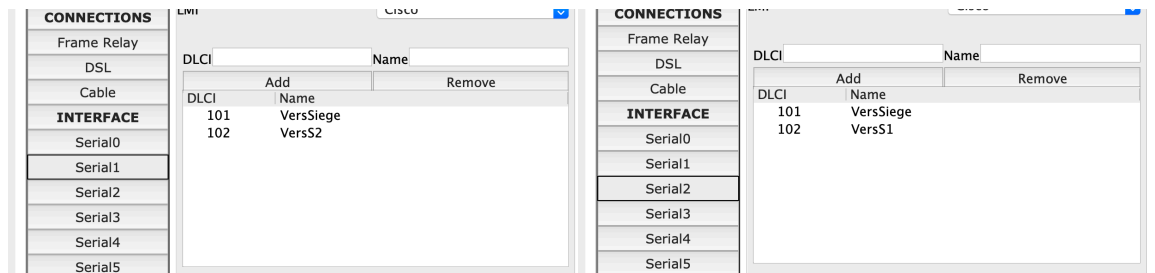 CONNECTIONS
Frame Relay
DSL
Cable
INTERFACE
Serial0
Serial1
Serial2
Serial3
Serial4
Serial5
LMI Cisco
DLCI Name
Add Remove
DLCI Name
101 VersSiege
102 VersS2
CONNECTIONS
Frame Relay
DSL
Cable
INTERFACE
Serial0
Serial1
Serial2
Serial3
Serial4
Serial5
DLCI Name
Add Remove
DLCI Name
101 VersSiege
102 VersS1